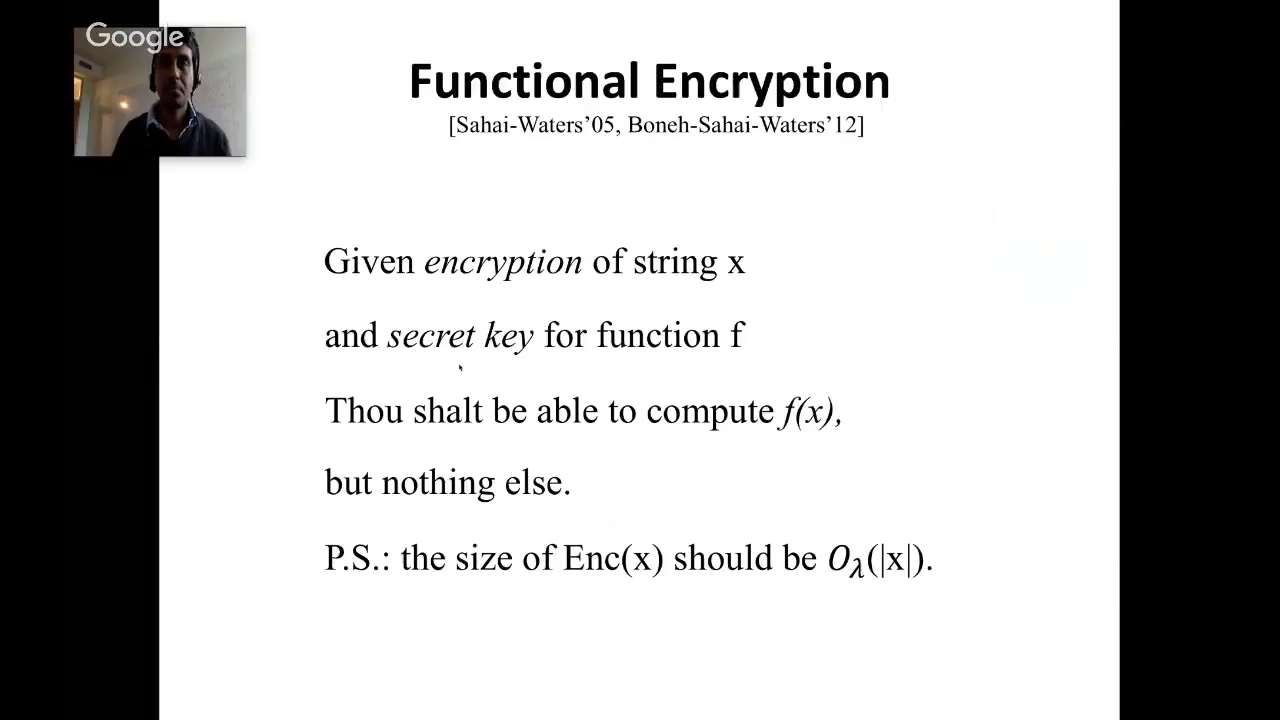 Google
Functional Encryption
[Sahai-Waters’05, Boneh-Sahai-Waters’12]
Given encryption of string x
and secret key for function f
Thou shalt be able to compute f(x),
but nothing else.
P.S.: the size of Enc(x) should be O_λ(|x|).